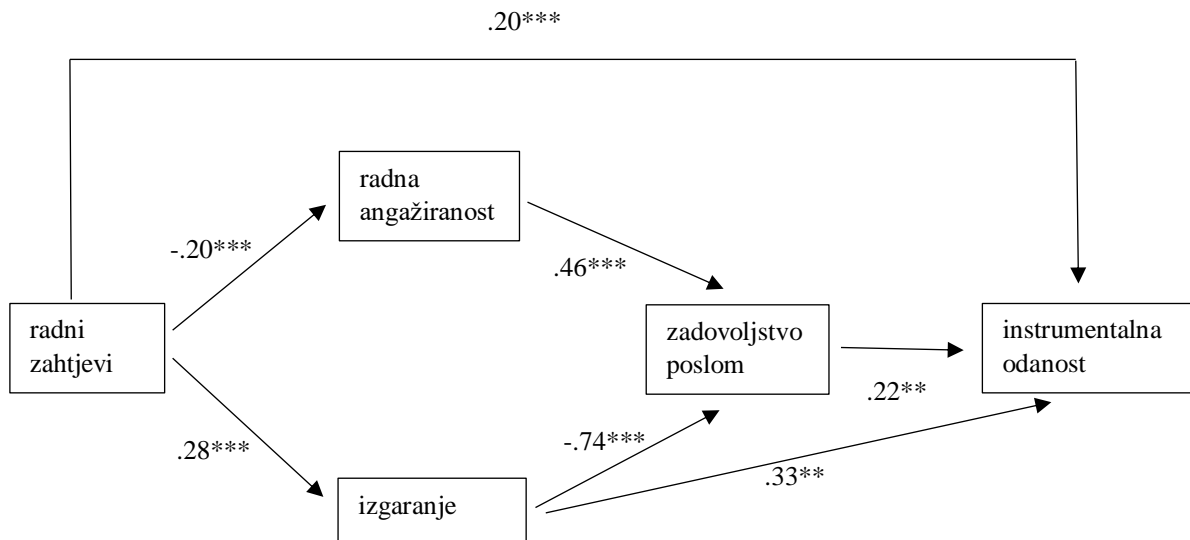 .20***
radna
angažiranost
-.20***
.46***
radni
zahtjevi
zadovoljstvo
poslom
instrumentalna
odanost
.22**
.28***
-.74***
.33**
izgaranje